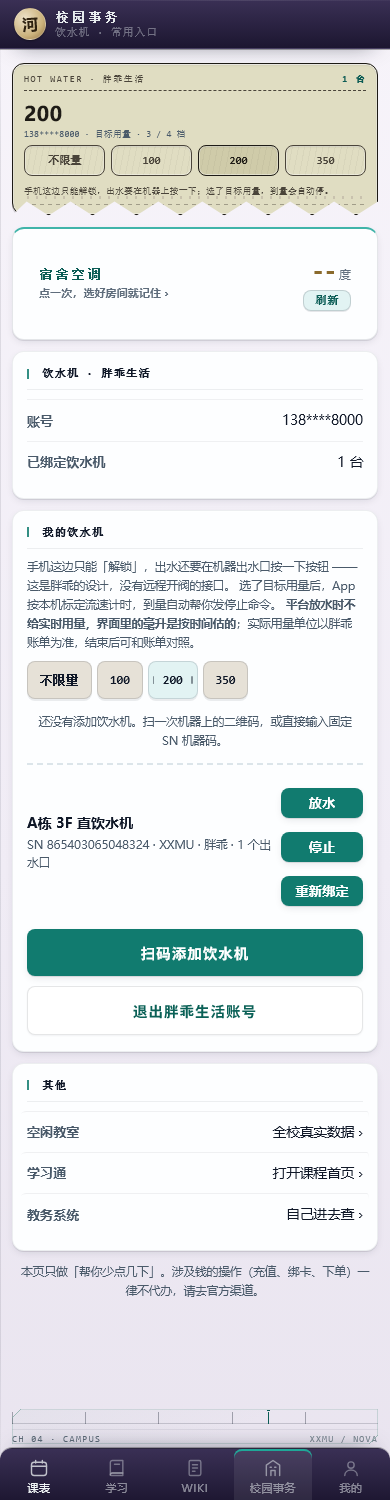 河
校园事务
饮水机 · 常用入口
HOT WATER · 胖乖生活
1 台
200
138****8000 · 目标用量 · 3 / 4 档
不限量
100
200
350
手机这边只能解锁，出水要在机器上按一下；选了目标用量，到量会自动停。
宿舍空调
点一次，选好房间就记住 ›
-- 度
刷新
饮水机 · 胖乖生活
账号
138****8000
已绑定饮水机
1 台
我的饮水机
手机这边只能「解锁」，出水还要在机器出水口按一下按钮 ——
这是胖乖的设计，没有远程开阀的接口。 选了目标用量后，App
按本机标定流速计时，到量自动帮你发停止命令。 平台放水时不
给实时用量，界面里的毫升是按时间估的；实际用量单位以胖乖
账单为准，结束后可和账单对照。
不限量
100
200
350
还没有添加饮水机。扫一次机器上的二维码，或直接输入固定
SN 机器码。
A栋 3F 直饮水机
SN 865403065048324 · XXMU · 胖乖 · 1 个出
水口
放水
停止
重新绑定
扫码添加饮水机
退出胖乖生活账号
其他
空闲教室
全校真实数据 ›
学习通
打开课程首页 ›
教务系统
自己进去查 ›
本页只做「帮你少点几下」。涉及钱的操作（充值、绑卡、下单）一
律不代办，请去官方渠道。
CH 04 · CAMPUS
XXMU / NOVA
课表
学习
WIKI
校园事务
我的